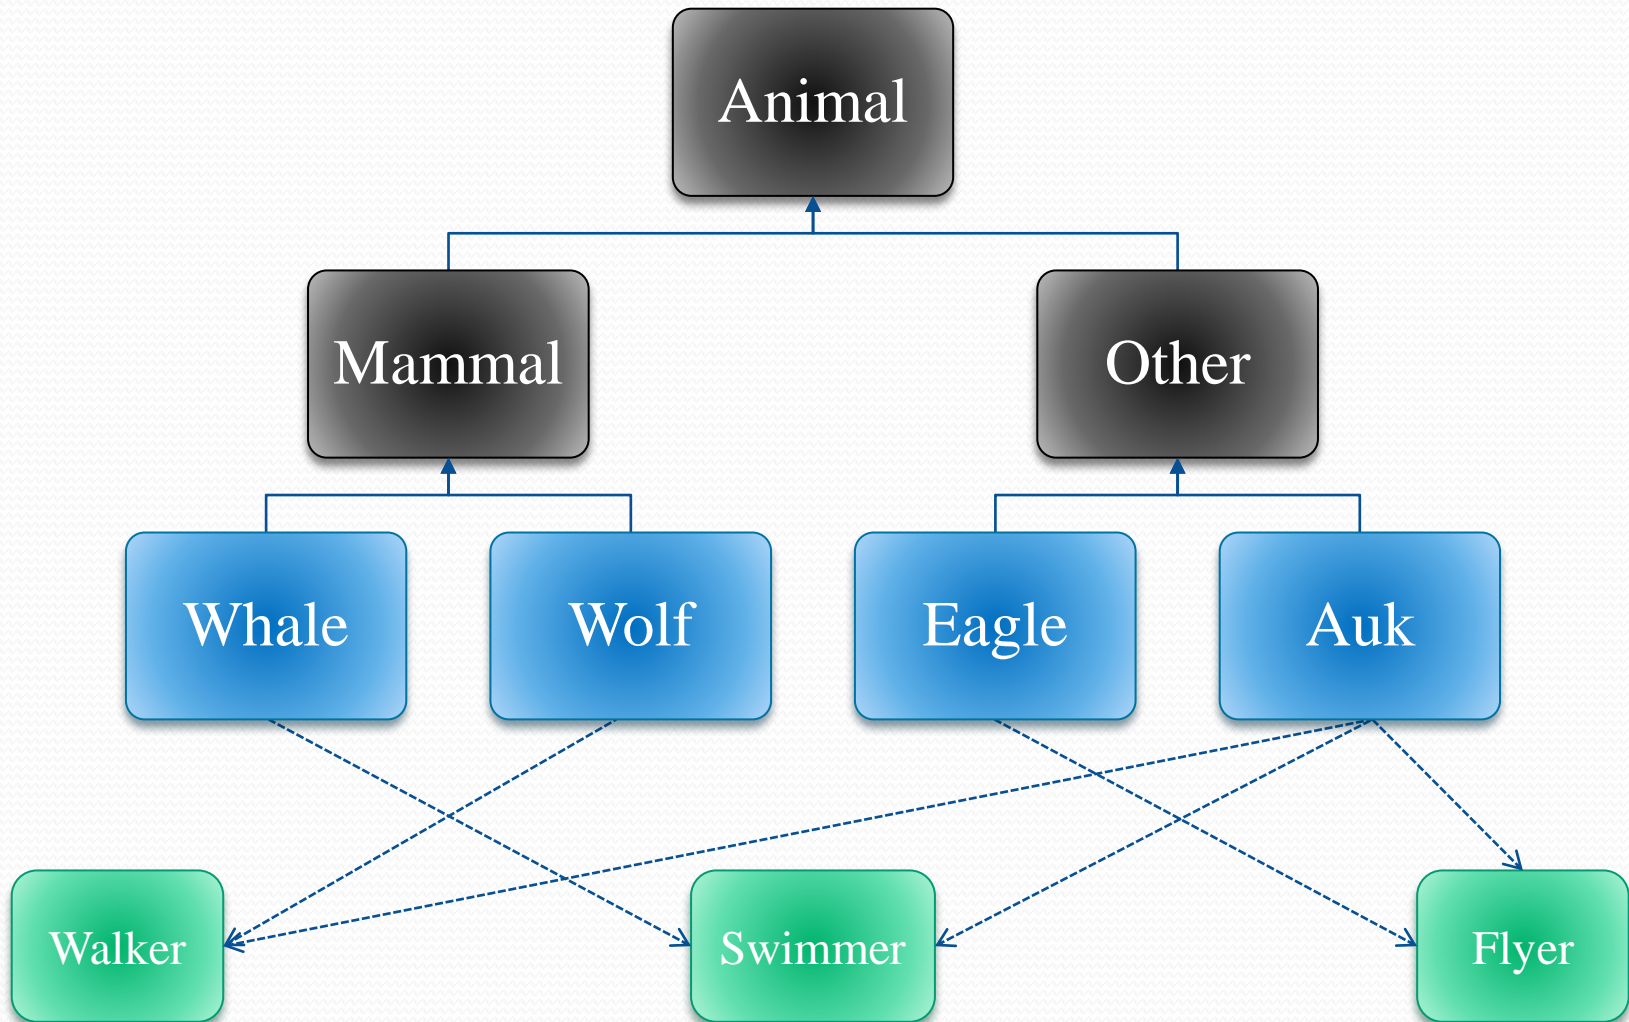 Animal
Mammal
Other
Whale
Wolf
Eagle
Auk
Walker
Swimmer
Flyer